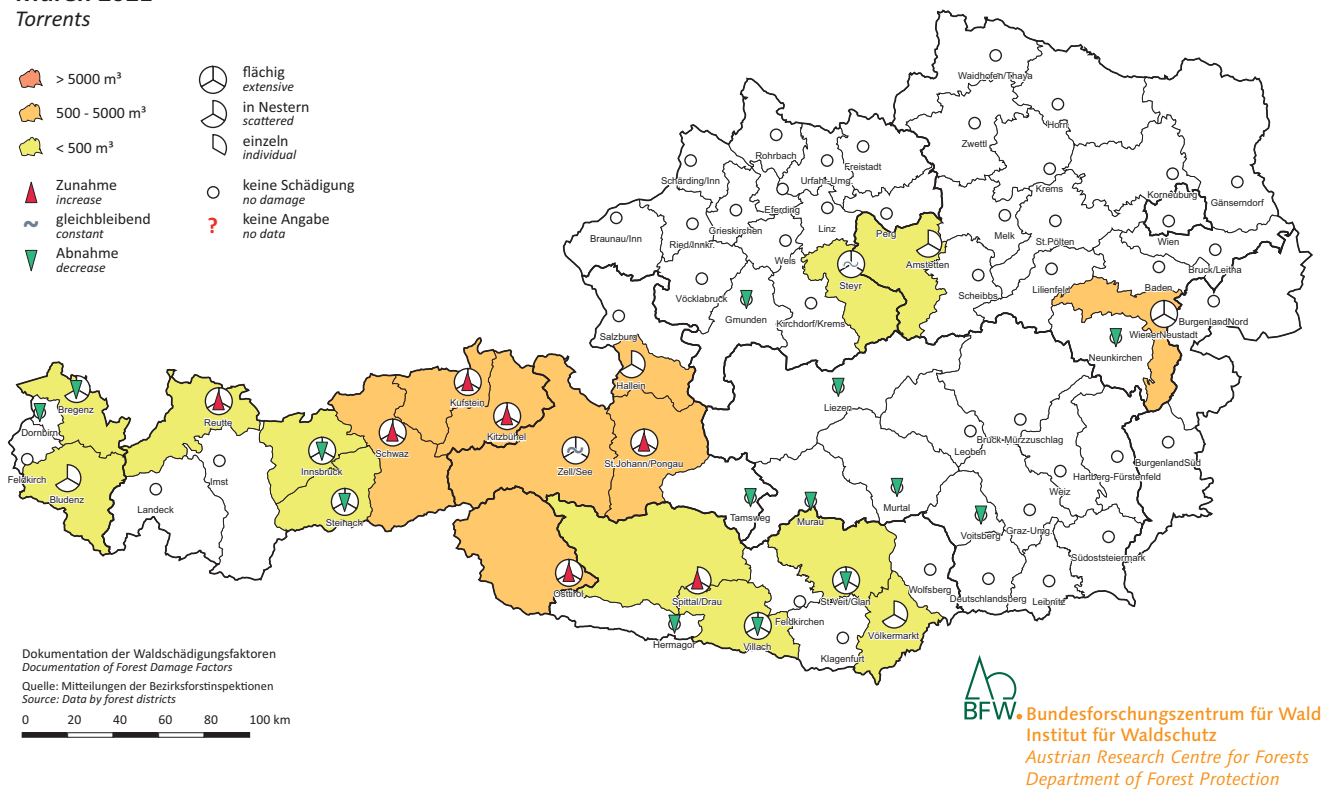 Torrents
> 5000 m³
500 - 5000 m³
< 500 m³
flächig
extensive
in Nestern
scattered
einzeln
individual
Zunahme
increase
gleichbleibend
constant
Abnahme
decrease
keine Schädigung
no damage
?
keine Angabe
no data
Waidhofen/Thaya
Horn
Zwettl
Rohrbach
Freistadt
Schärding/Inn
Urfahr-Umg.
Krems
Korneuburg
Gänserndorf
Eferding
Grieskirchen
Linz
Perg
Melk
St.Pölten
Wien
Braunau/Inn
Ried/Innkr.
Wels
Amstetten
Bruck/Leitha
Steyr
Scheibbs
Lilienfeld
Baden
Vöcklabruck
Gmunden
Kirchdorf/Krems
BurgenlandNord
WienerNeustadt
Salzburg
Neunkirchen
Hallein
Bregenz
Kufstein
Liezen
Dornbirn
Reutte
Kitzbühel
Bruck-Mürzzuschlag
Leoben
Schwaz
St.Johann/Pongau
Innsbruck
Zell/See
BurgenlandSüd
Feldkirch
Imst
Hartberg-Fürstenfeld
Bludenz
Weiz
Landeck
Steinach
Tamsweg
Murau
Murtal
Voitsberg
Graz-Umg.
Südoststeiermark
Osttirol
Spittal/Drau
St.Veit/Glan
Wolfsberg
Deutschlandsberg
Leibnitz
Feldkirchen
Völkermarkt
Hermagor
Villach
Klagenfurt
Dokumentation der Waldschädigungsfaktoren
Documentation of Forest Damage Factors
Quelle: Mitteilungen der Bezirksforstinspektionen
Source: Data by forest districts
0 20 40 60 80 100 km
BFW.
Bundesforschungszentrum für Wald
Institut für Waldschutz
Austrian Research Centre for Forests
Department of Forest Protection